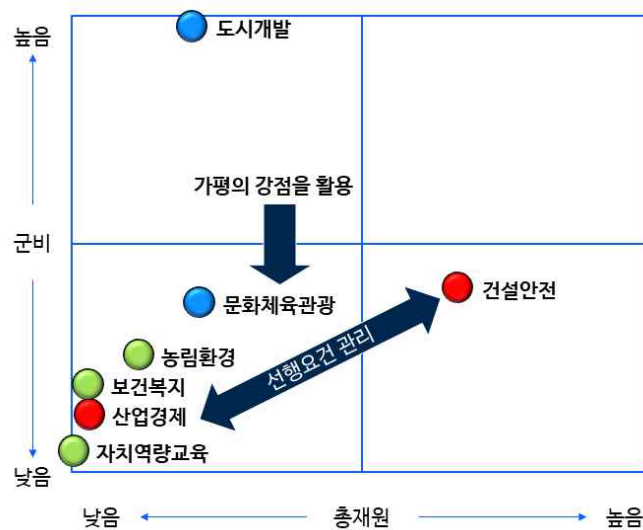 높음
도시개발
가평의 강점을 활용
군비
건설안전
문화체육관광
선행요건 관리
농림환경
보건복지
산업경제
자치역량교육
낮음
낮음 총재원 높음